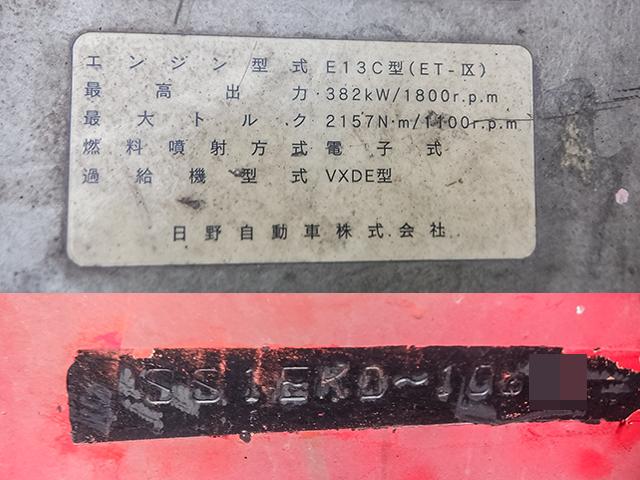 エンジン型式 E13C型(ET-Ⅸ)
最高出力 382kW/1800r.p.m
最大トルク 2157N·m/1100r.p.m
燃料噴射方式 電子式
過給機型式 VXDE型
日野自動車株式会社
SS1EKD~10